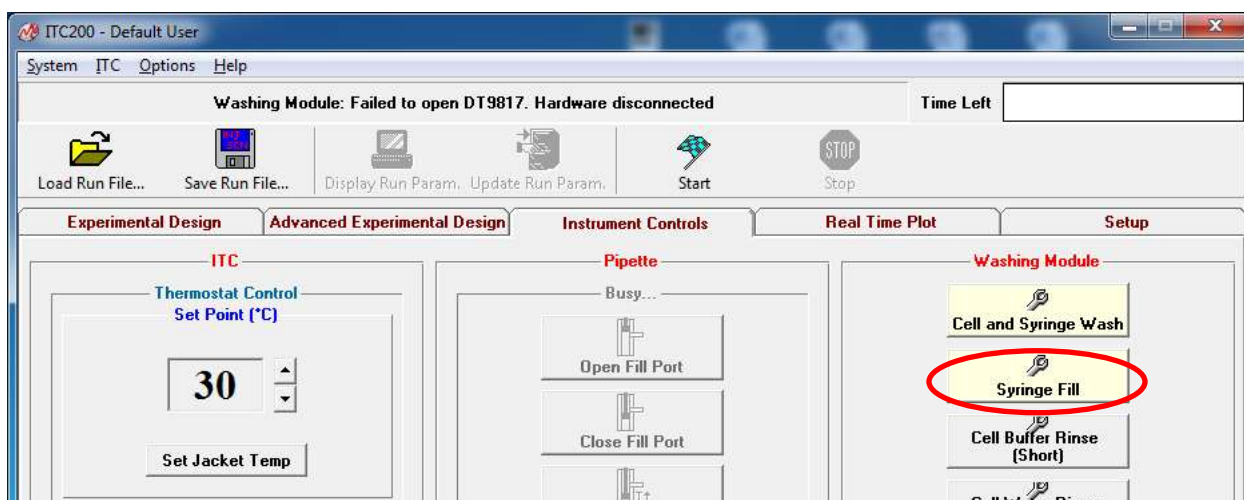 ITC200 - Default User
System ITC Options Help
Washing Module: Failed to open DT9817. Hardware disconnected
Time Left
Load Run File...
Save Run File...
Display Run Param.
Update Run Param.
Start
STOP
Stop
Experimental Design
Advanced Experimental Design
Instrument Controls
Real Time Plot
Setup
ITC
Thermostat Control
Set Point (°C)
30
Set Jacket Temp
Pipette
Busy...
Open Fill Port
Close Fill Port
Washing Module
Cell and Syringe Wash
Syringe Fill
Cell Buffer Rinse
(Short)